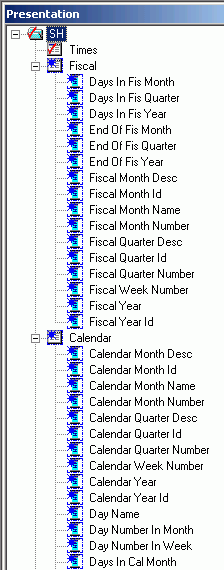 Presentation
SH
Times
Fiscal
Days In Fis Month
Days In Fis Quarter
Days In Fis Year
End Of Fis Month
End Of Fis Quarter
End Of Fis Year
Fiscal Month Desc
Fiscal Month Id
Fiscal Month Name
Fiscal Month Number
Fiscal Quarter Desc
Fiscal Quarter Id
Fiscal Quarter Number
Fiscal Week Number
Fiscal Year
Fiscal Year Id
Calendar
Calendar Month Desc
Calendar Month Id
Calendar Month Name
Calendar Month Number
Calendar Quarter Desc
Calendar Quarter Id
Calendar Quarter Number
Calendar Week Number
Calendar Year
Calendar Year Id
Day Name
Day Number In Month
Day Number In Week
Days In Cal Month